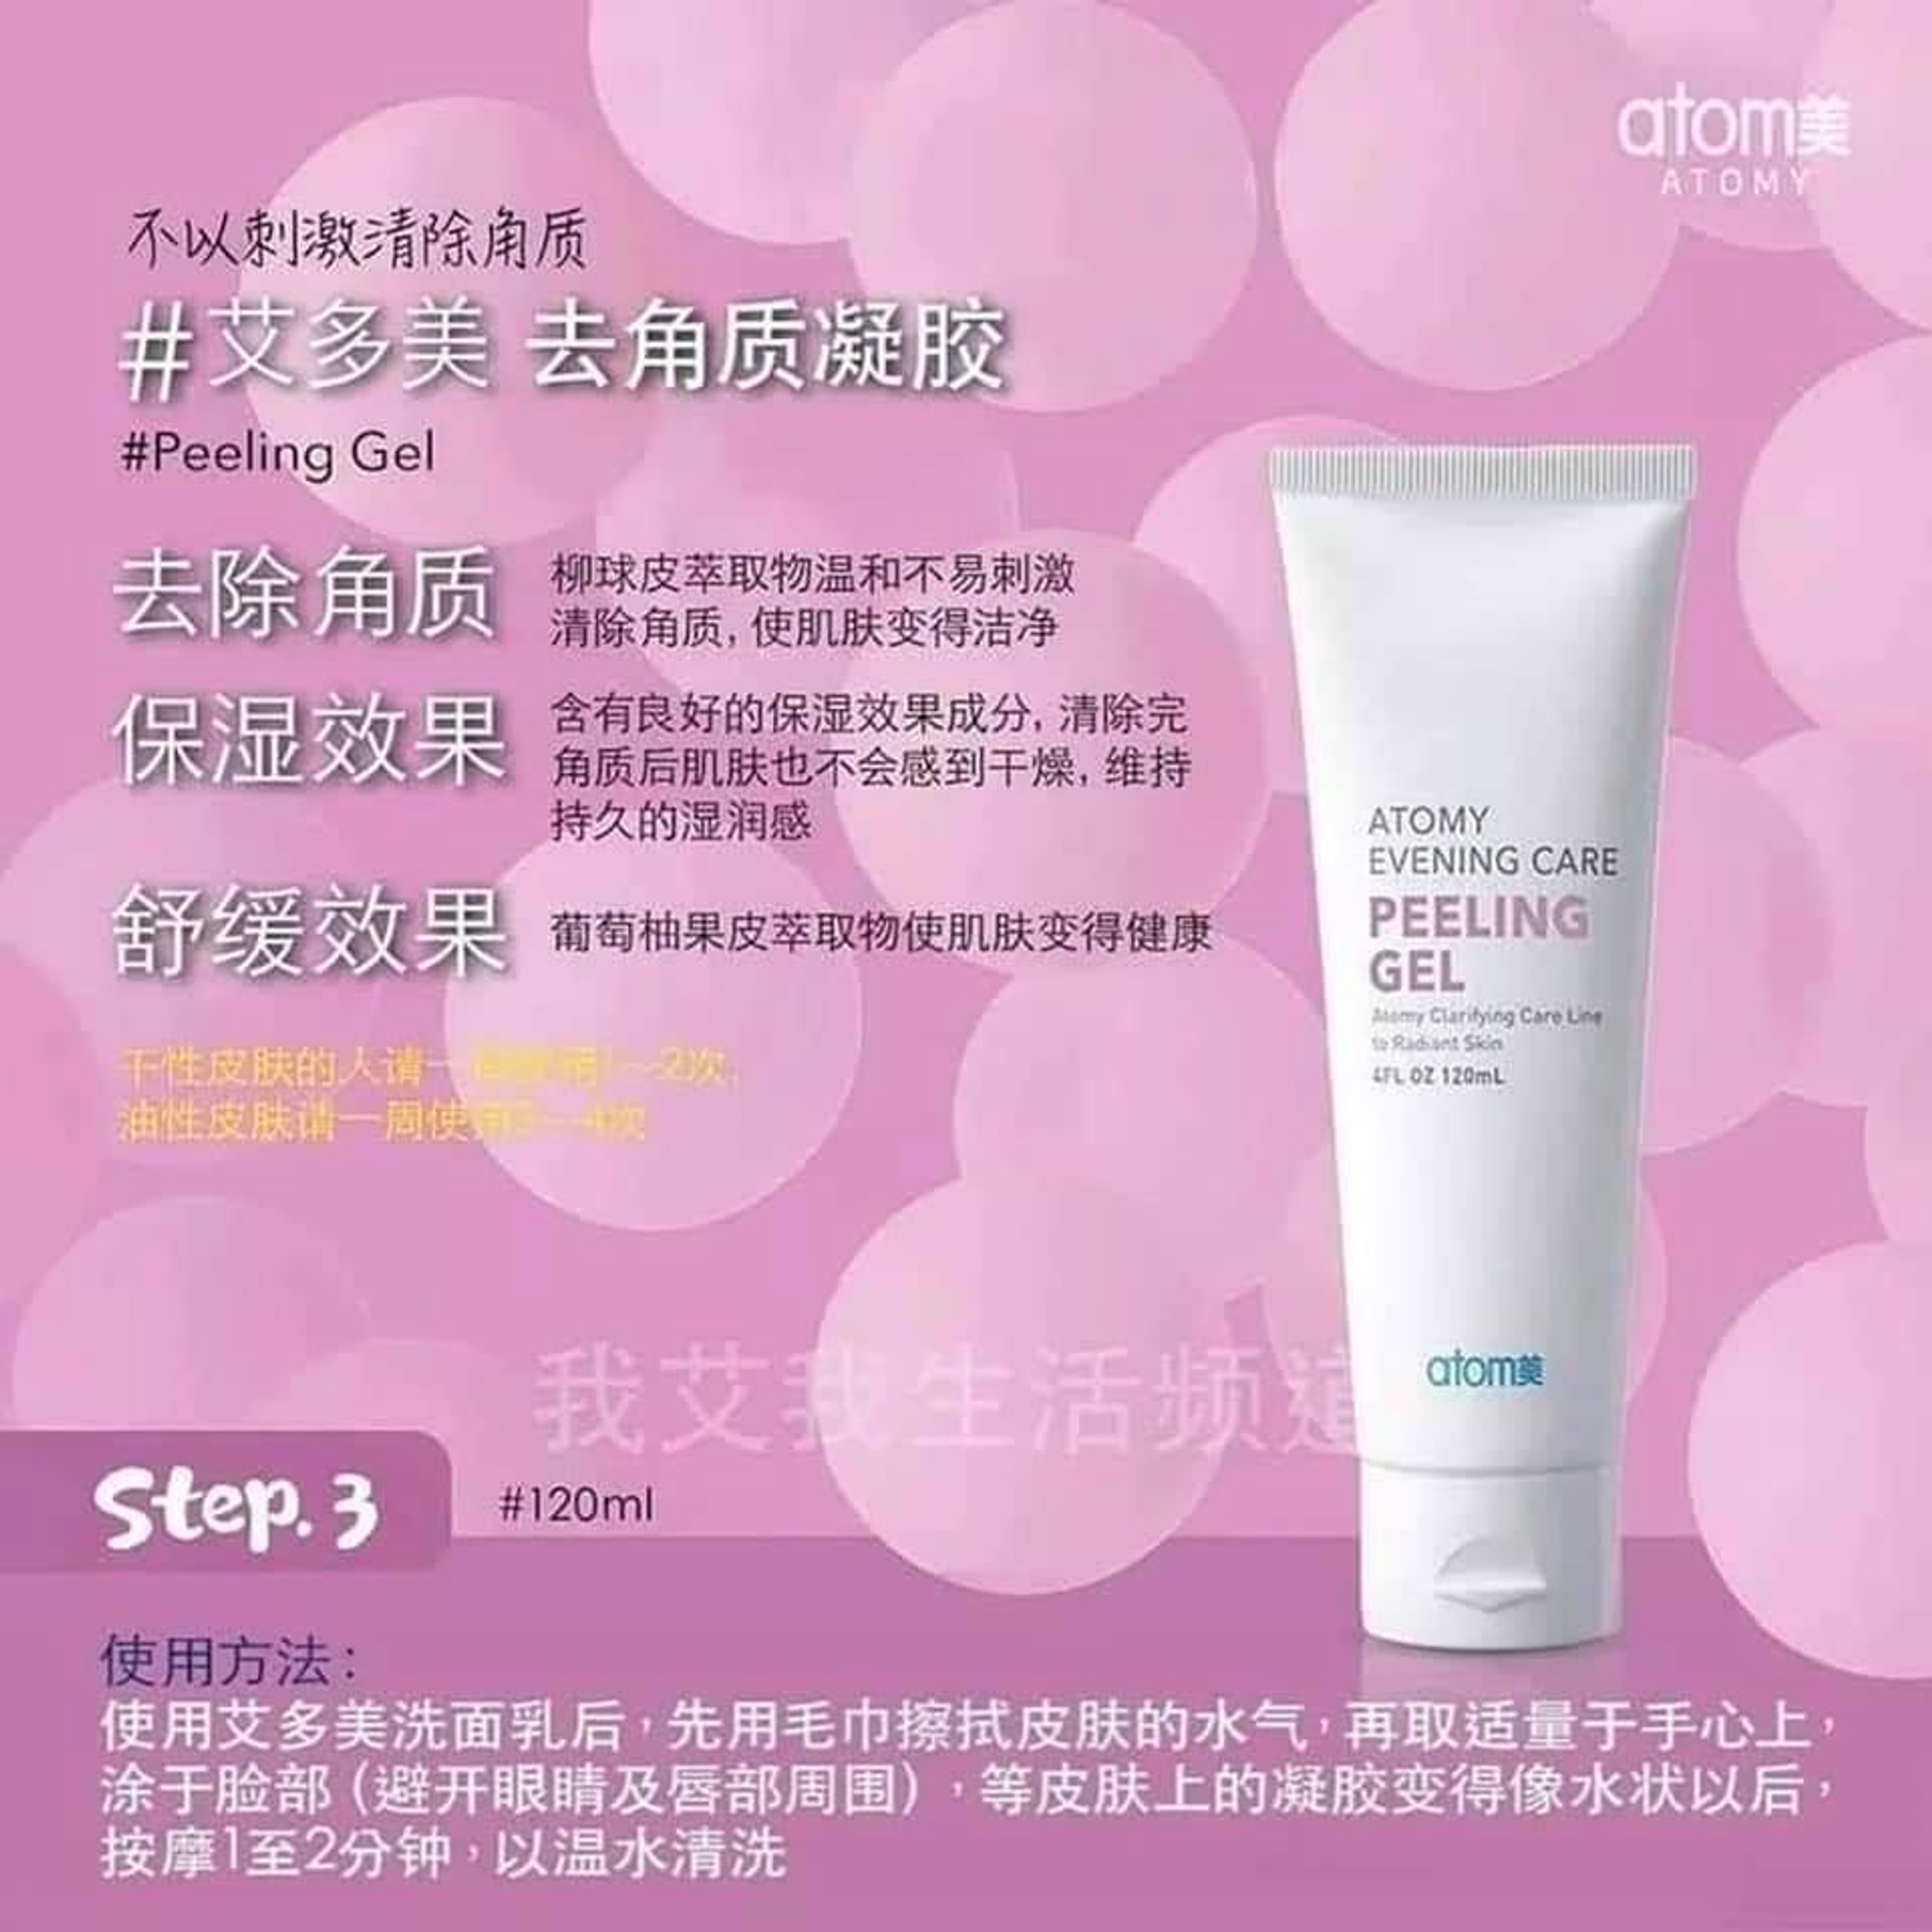 atom美
ATOMY
不以刺激清除角质
#艾多美 去角质凝胶
#Peeling Gel
去除角质
柳球皮萃取物温和不易刺激
清除角质, 使肌肤变得洁净
保湿效果
含有良好的保湿效果成分, 清除完
角质后肌肤也不会感到干燥, 维持
持久的湿润感
舒缓效果
葡萄柚果皮萃取物使肌肤变得健康
干性皮肤的人请一
油性皮肤请一周使
ATOMY
EVENING CARE
PEELING
GEL
Atomy Clarifying Care Line
to Radiant Skin
4FL OZ 120mL
atom美
我艾我生活频道
Step.3
#120ml
使用方法：
使用艾多美洗面乳后，先用毛巾擦拭皮肤的水气，再取适量于手心上，
涂于脸部（避开眼睛及唇部周围），等皮肤上的凝胶变得像水状以后，
按摩1至2分钟，以温水清洗